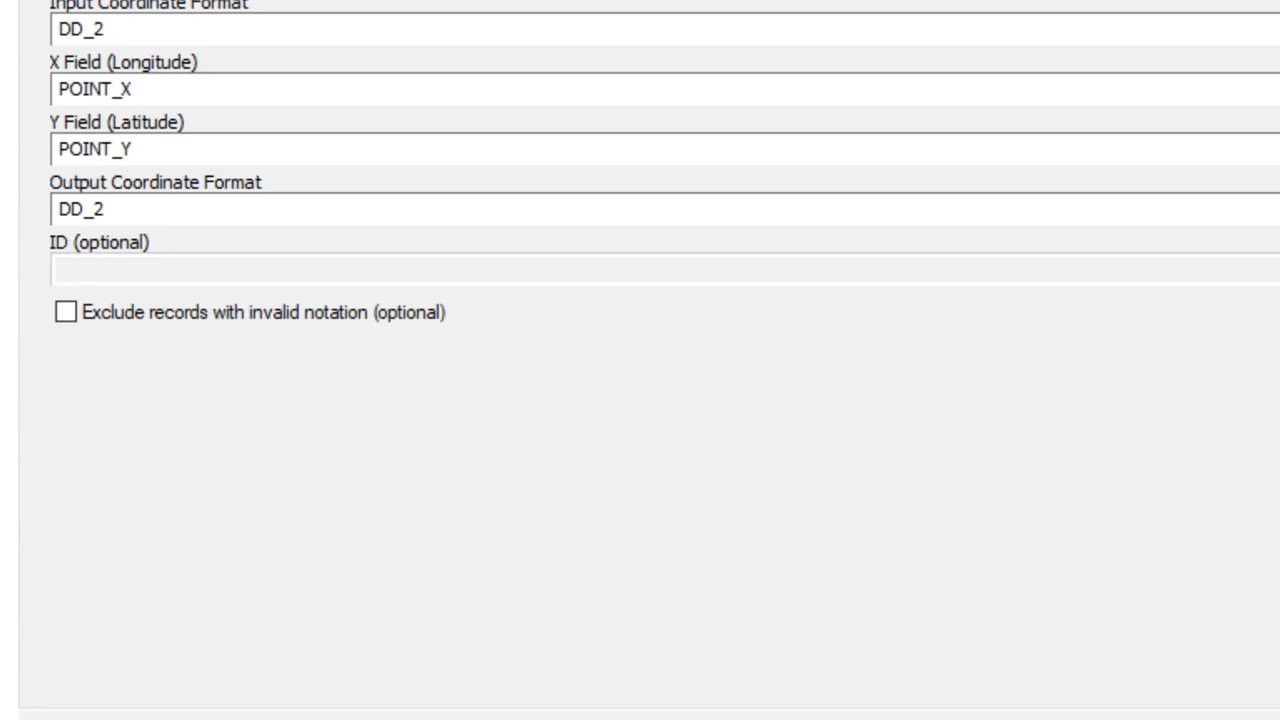 Input Coordinate Format
DD_2
X Field (Longitude)
POINT_X
Y Field (Latitude)
POINT_Y
Output Coordinate Format
DD_2
ID (optional)
Exclude records with invalid notation (optional)